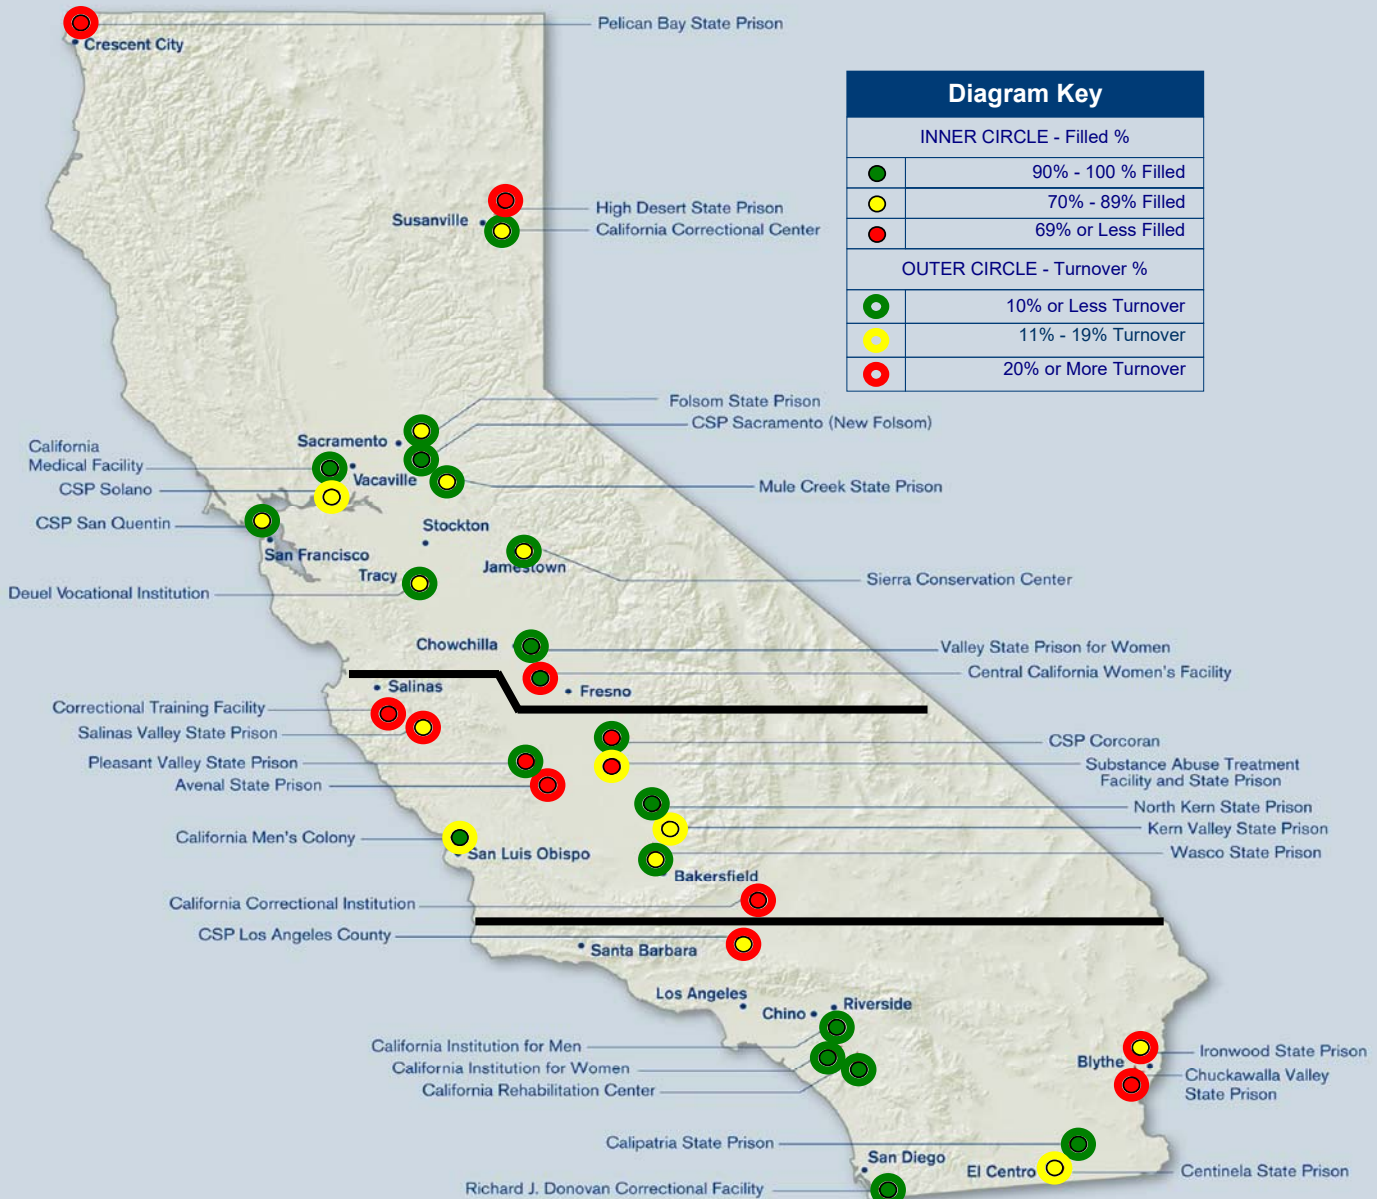 Pelican Bay State Prison
Crescent City
Diagram Key
INNER CIRCLE - Filled %
90% - 100 % Filled
70% - 89% Filled
69% or Less Filled
OUTER CIRCLE - Turnover %
10% or Less Turnover
11% - 19% Turnover
20% or More Turnover
High Desert State Prison
Susanville
California Correctional Center
Folsom State Prison
CSP Sacramento (New Folsom)
Sacramento
California
Medical Facility
Vacaville
CSP Solano
Mule Creek State Prison
CSP San Quentin
Stockton
San Francisco
Jamestown
Tracy
Sierra Conservation Center
Deuel Vocational Institution
Chowchilla
Valley State Prison for Women
Central California Women's Facility
Salinas
Fresno
Correctional Training Facility
Salinas Valley State Prison
CSP Corcoran
Pleasant Valley State Prison
Substance Abuse Treatment
Facility and State Prison
Avenal State Prison
North Kern State Prison
Kern Valley State Prison
California Men's Colony
San Luis Obispo
Wasco State Prison
Bakersfield
California Correctional Institution
CSP Los Angeles County
Santa Barbara
Los Angeles
Riverside
Chino
California Institution for Men
Ironwood State Prison
Blythe
California Institution for Women
Chuckawalla Valley
State Prison
California Rehabilitation Center
Calipatria State Prison
San Diego
El Centro
Centinela State Prison
Richard J. Donovan Correctional Facility